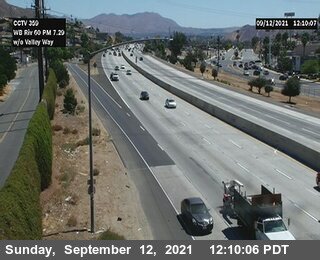 CCTV 269
WB Riv 60 PM 7.29
w/o Valley Way
09/12/2021 12:10:07
Sunday, September 12, 2021 12:10:06 PDT